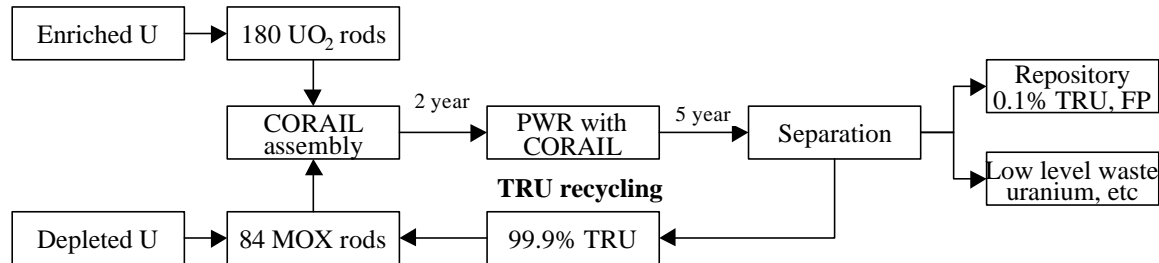 Enriched U
180 UO₂ rods
CORAIL
assembly
2 year
PWR with
CORAIL
5 year
Separation
Repository
0.1% TRU, FP
Low level waste
uranium, etc
TRU recycling
Depleted U
84 MOX rods
99.9% TRU